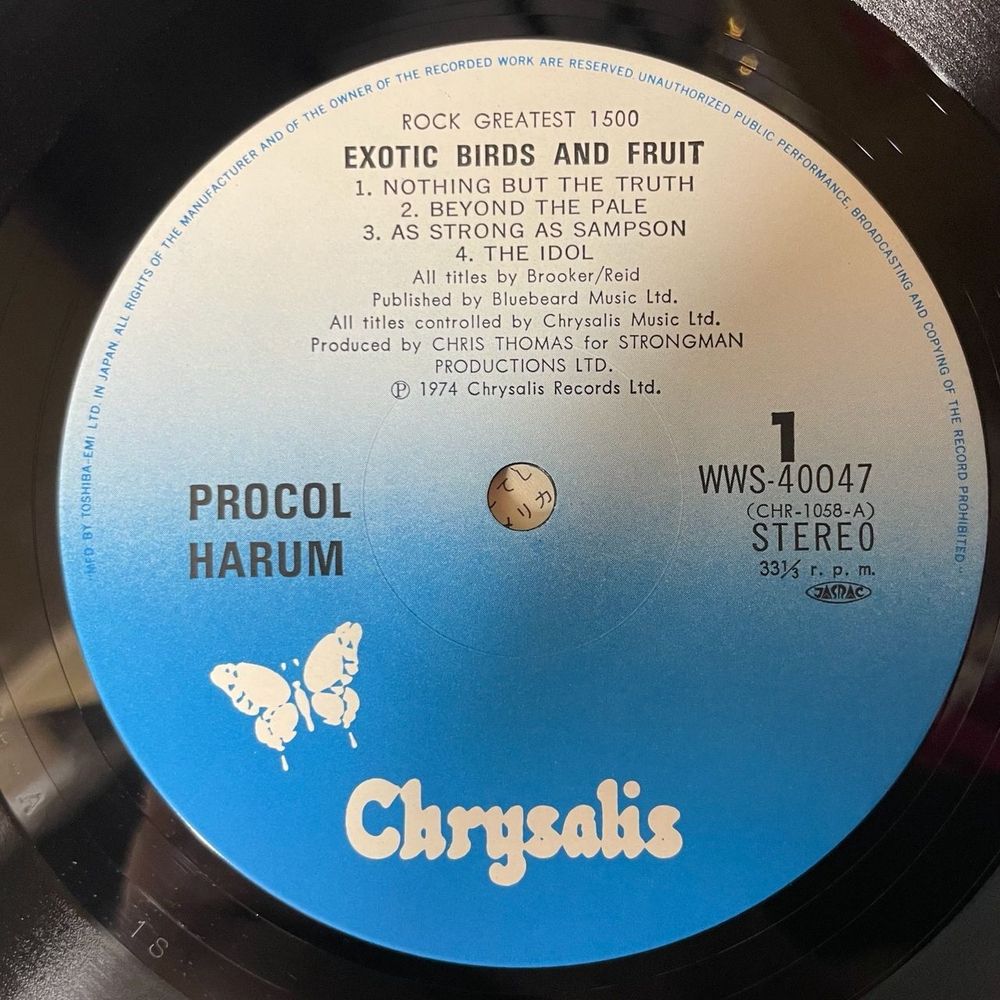 "MFD BY TOSHIBA-EMI LTD. IN JAPAN. ALL RIGHTS OF THE MANUFACTURER AND OF THE OWNER OF THE RECORDED WORK ARE RESERVED. UNAUTHORIZED PUBLIC PERFORMANCE, BROADCASTING AND COPYING OF THE RECORD PROHIBITED"
ROCK GREATEST 1500
EXOTIC BIRDS AND FRUIT
1. NOTHING BUT THE TRUTH
2. BEYOND THE PALE
3. AS STRONG AS SAMPSON
4. THE IDOL
All titles by Brooker/Reid
Published by Bluebeard Music Ltd.
All titles controlled by Chrysalis Music Ltd.
Produced by CHRIS THOMAS for STRONGMAN
PRODUCTIONS LTD.
Ⓟ 1974 Chrysalis Records Ltd.
1
WWS-40047
(CHR-1058-A)
STEREO
33⅓ r. p. m.
JASRAC
PROCOL
HARUM
Chrysalis
1S